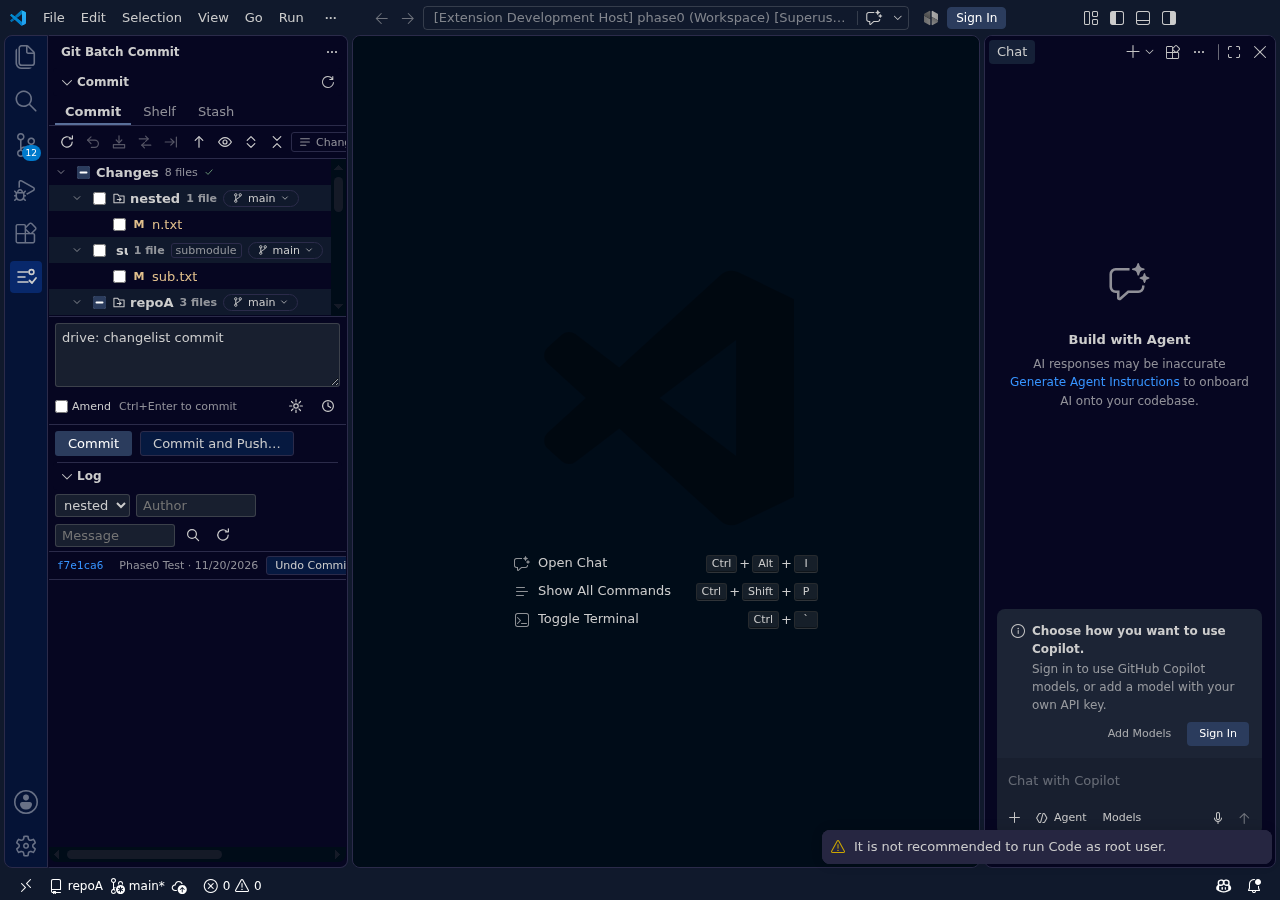 File Edit Selection View Go Run ···
[Extension Development Host] phase0 (Workspace) [Superus...
Sign In
Git Batch Commit
Commit
Commit Shelf Stash
Chang
Changes 8 files
nested 1 file main
M n.txt
su 1 file submodule main
M sub.txt
repoA 3 files main
drive: changelist commit
Amend Ctrl+Enter to commit
Commit Commit and Push...
Log
nested Author
Message
f7e1ca6 Phase0 Test · 11/20/2026 Undo Commi
12
Open Chat Ctrl + Alt + I
Show All Commands Ctrl + Shift + P
Toggle Terminal Ctrl + `
Chat
Build with Agent
AI responses may be inaccurate
Generate Agent Instructions to onboard
AI onto your codebase.
Choose how you want to use
Copilot.
Sign in to use GitHub Copilot
models, or add a model with your
own API key.
Add Models Sign In
Chat with Copilot
Agent Models
It is not recommended to run Code as root user.
repoA main* 0 0